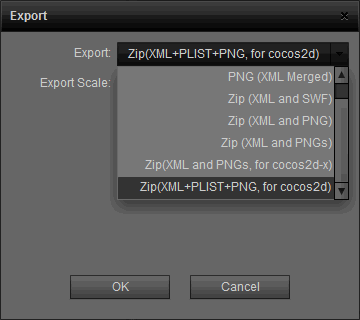 Export
Export: Zip(XML+PLIST+PNG, for cocos2d)
Export Scale:
PNG (XML Merged)
Zip (XML and SWF)
Zip (XML and PNG)
Zip (XML and PNGs)
Zip(XML and PNGs, for cocos2d-x)
Zip(XML+PLIST+PNG, for cocos2d)
OK Cancel